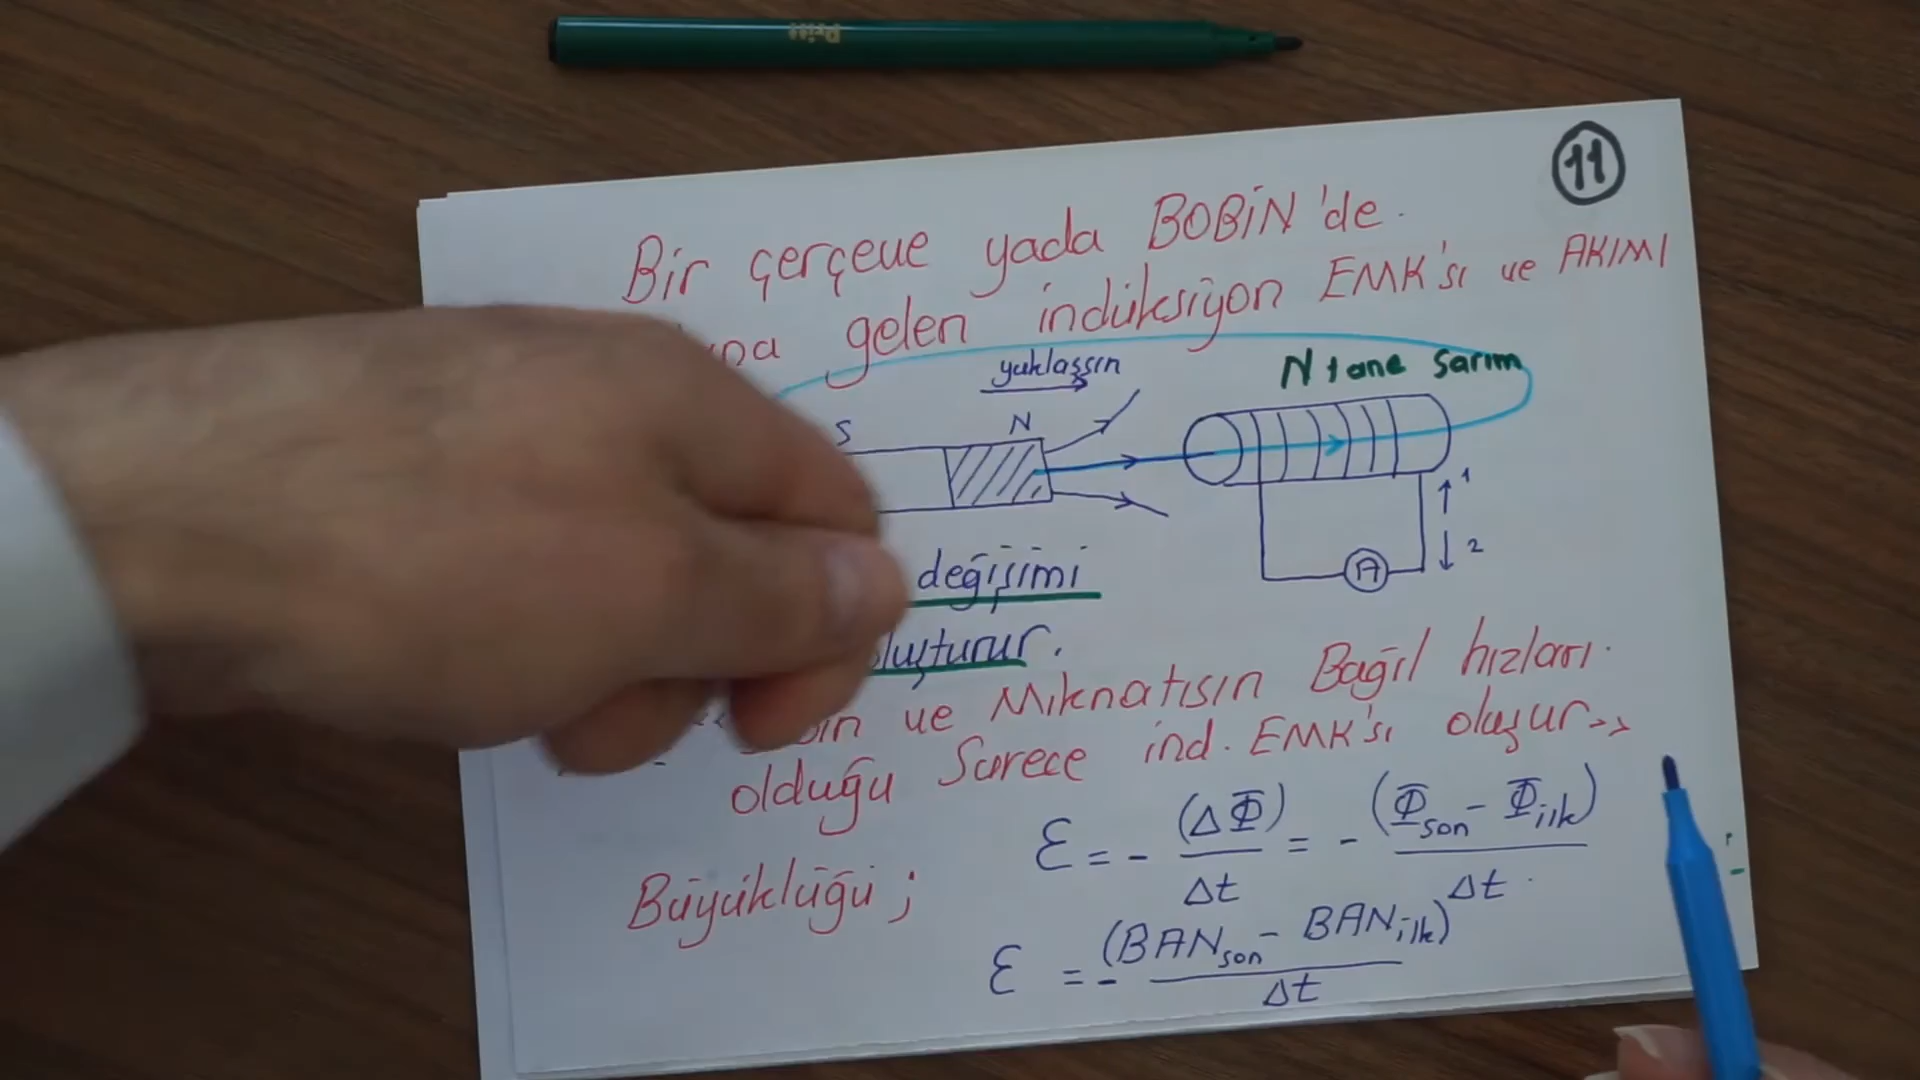 11
Bir çerçeve yada BOBİN'de
gelen indüksiyon EMK'sı ve AKIMI
yaklaşsın
N tane Sarım
S N
1
2
A
değişimi
oluşturur.
ve Mıknatısın Bağıl hızları
olduğu Sürece ind. EMK'sı oluşur
ε = - (ΔΦ) / Δt = - (Φson - Φilk) / Δt
Büyüklüğü ;
ε = - (BANson - BANilk) / Δt